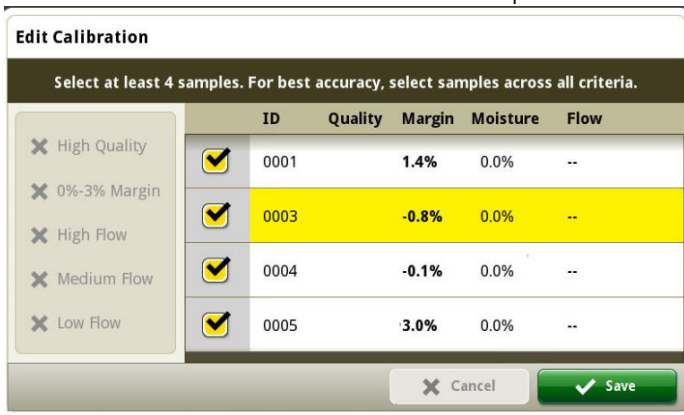 Edit Calibration
Select at least 4 samples. For best accuracy, select samples across all criteria.
ID Quality Margin Moisture Flow
High Quality
0%-3% Margin
High Flow
Medium Flow
Low Flow
0001 1.4% 0.0% --
0003 -0.8% 0.0% --
0004 -0.1% 0.0% --
0005 3.0% 0.0% --
Cancel Save